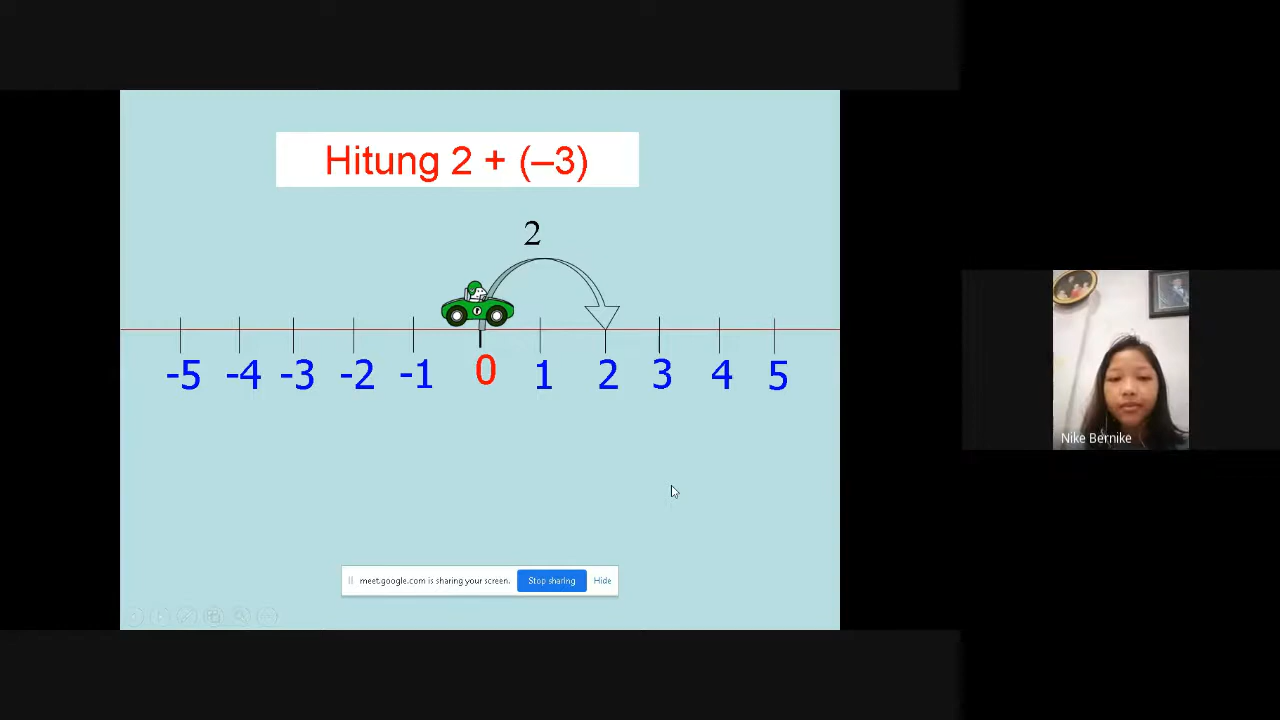 Hitung 2 + (–3)
2
-5 -4 -3 -2 -1 0 1 2 3 4 5
Nike Bernike
meet.google.com is sharing your screen. Stop sharing Hide